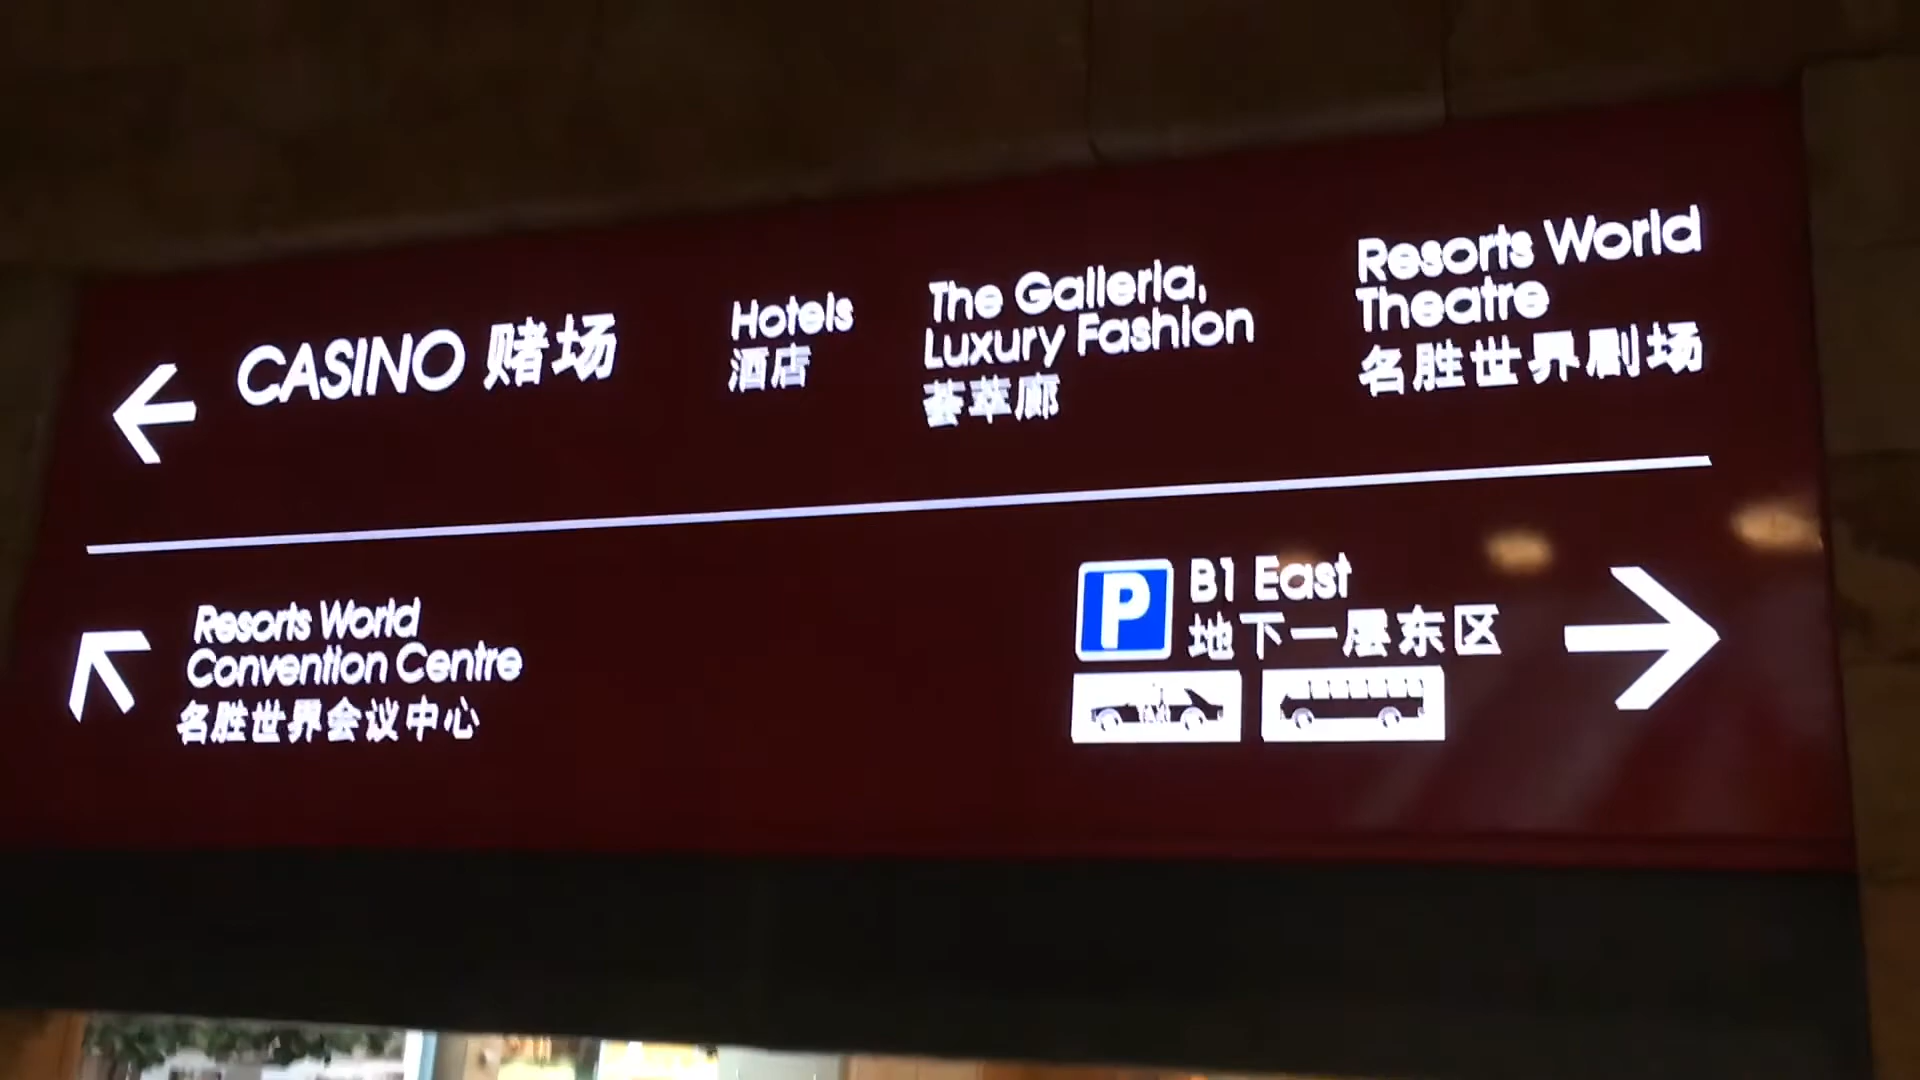 CASINO 赌场
Hotels
酒店
The Galleria,
Luxury Fashion
荟萃廊
Resorts World
Theatre
名胜世界剧场
Resorts World
Convention Centre
名胜世界会议中心
P
B1 East
地下一层东区